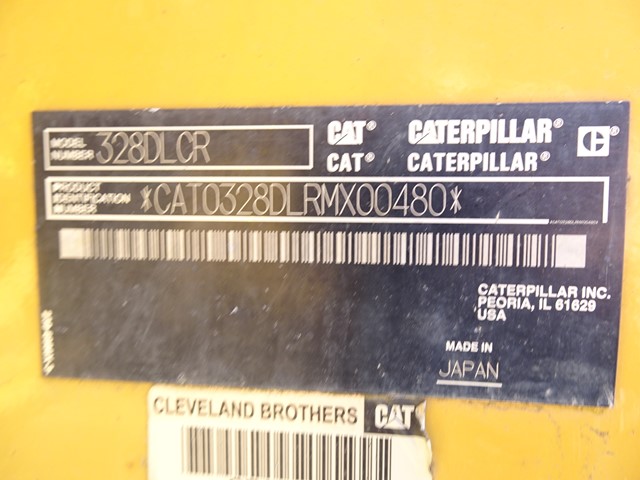 MODEL NUMBER 328DLCR
CAT® CATERPILLAR®
CAT® CATERPILLAR®
PRODUCT IDENTIFICATION NUMBER *CAT0328DLRMX00480*
CATERPILLAR INC.
PEORIA, IL 61629
USA
MADE IN
JAPAN
CLEVELAND BROTHERS CAT